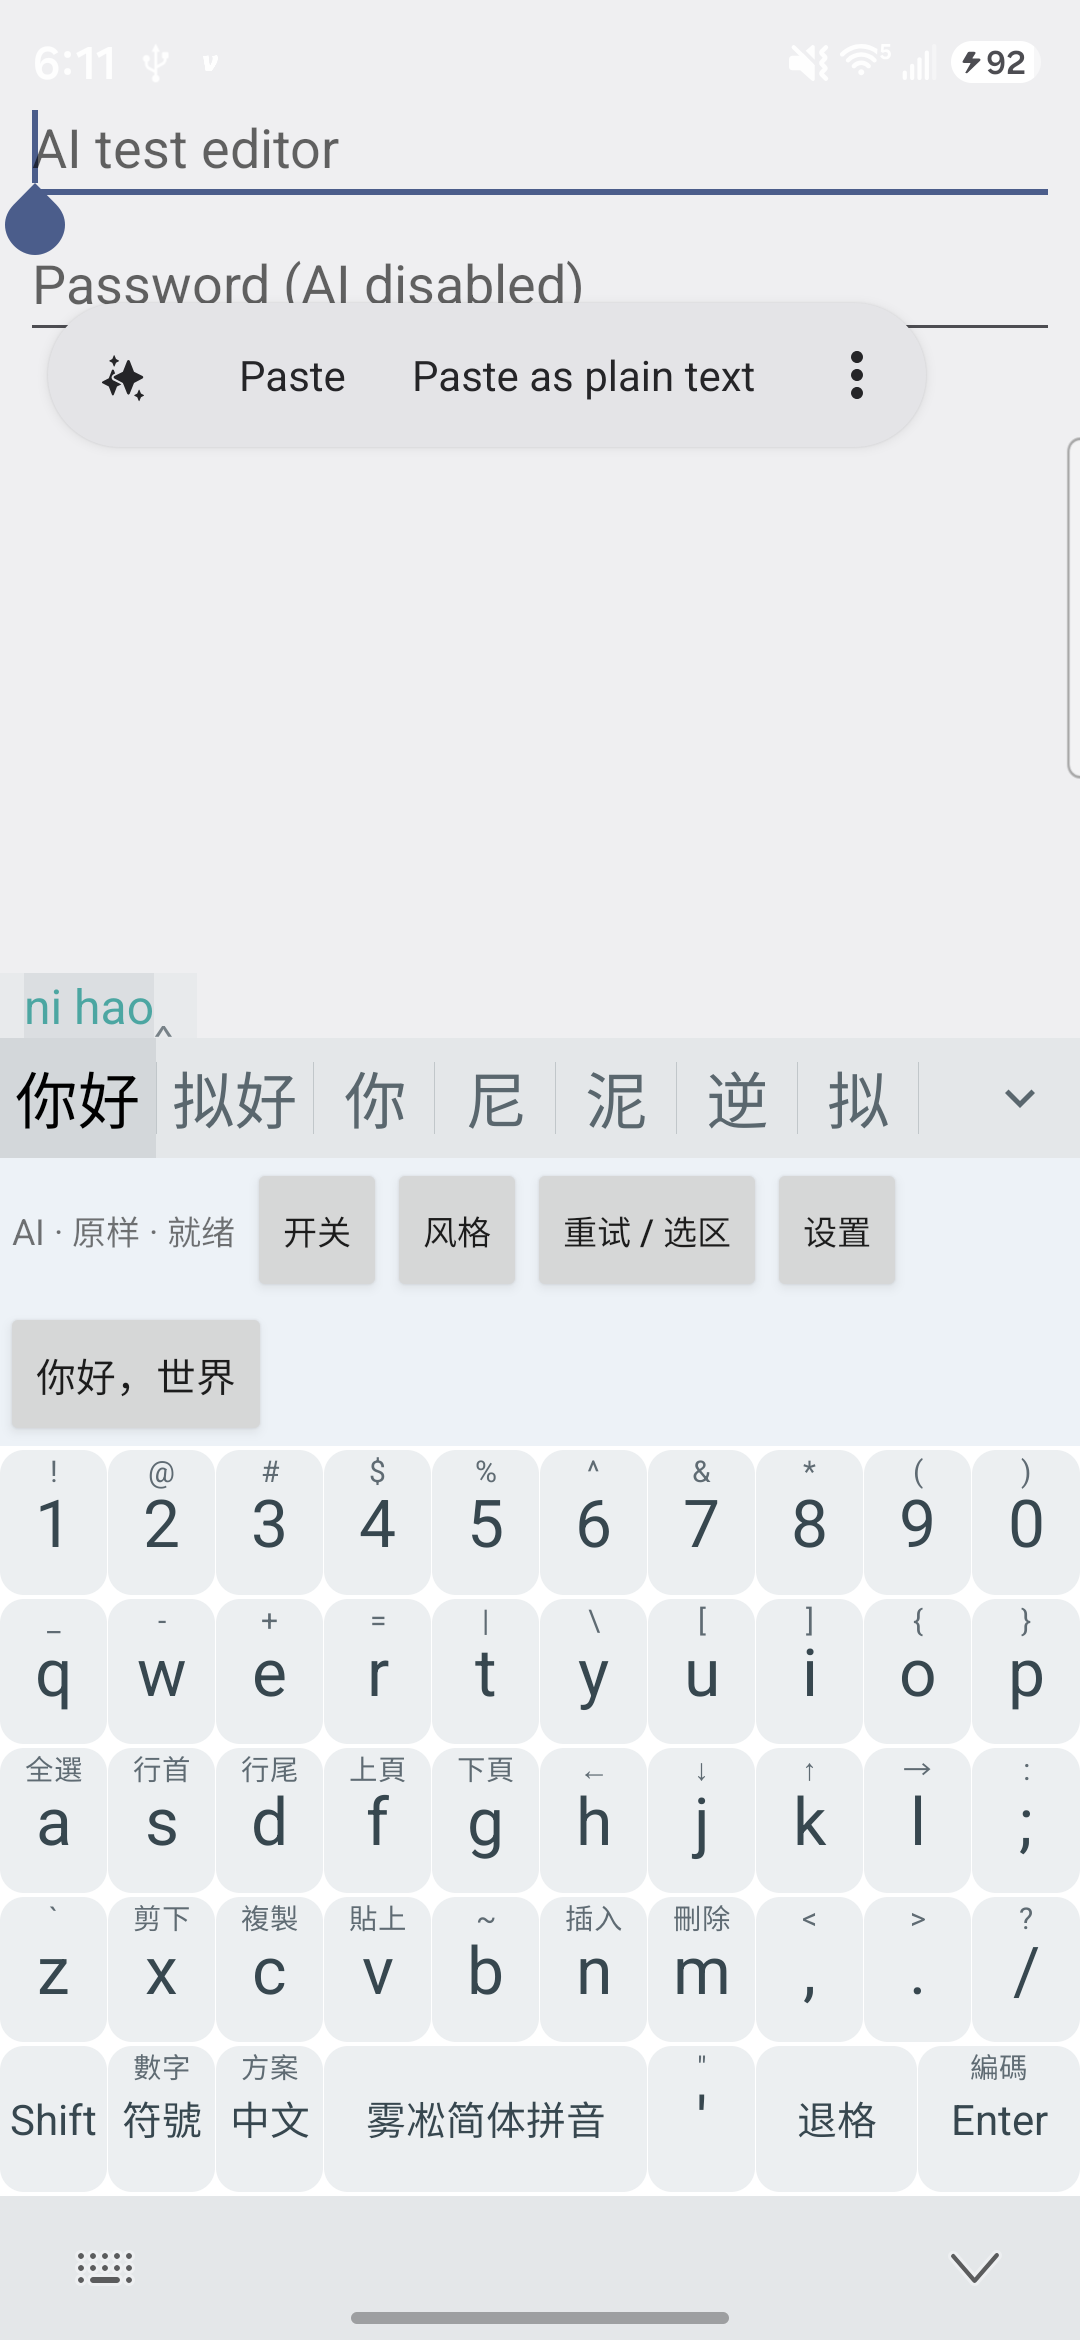 6:11 5 92
AI test editor
Password (AI disabled)
Paste Paste as plain text
ni hao
你好 拟好 你 尼 泥 逆 拟
AI · 原样 · 就绪 开关 风格 重试 / 选区 设置
你好，世界
! @ # $ % ^ & * ( )
1 2 3 4 5 6 7 8 9 0
_ - + = | \ [ ] { }
q w e r t y u i o p
全選 行首 行尾 上頁 下頁 ← ↓ ↑ → :
a s d f g h j k l ;
` 剪下 複製 貼上 ~ 插入 刪除 < > ?
z x c v b n m , . /
數字 方案 " 編碼
Shift 符號 中文 雾凇简体拼音 ' 退格 Enter